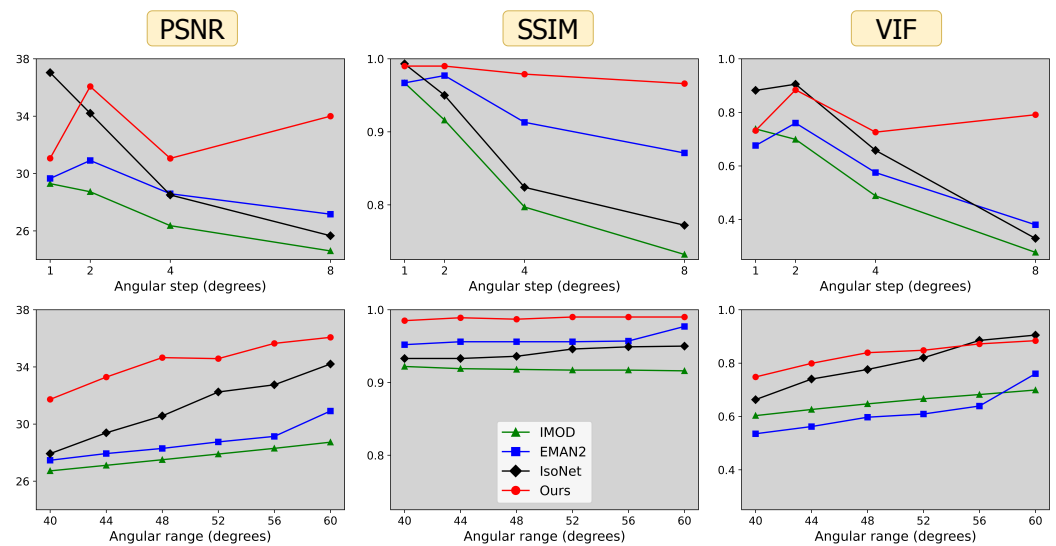 PSNR SSIM VIF
38
34
30
26
1 2 4 8
Angular step (degrees)
1.0
0.9
0.8
1 2 4 8
Angular step (degrees)
1.0
0.8
0.6
0.4
1 2 4 8
Angular step (degrees)
38
34
30
26
40 44 48 52 56 60
Angular range (degrees)
1.0
0.9
0.8
IMOD
EMAN2
IsoNet
Ours
40 44 48 52 56 60
Angular range (degrees)
1.0
0.8
0.6
0.4
40 44 48 52 56 60
Angular range (degrees)